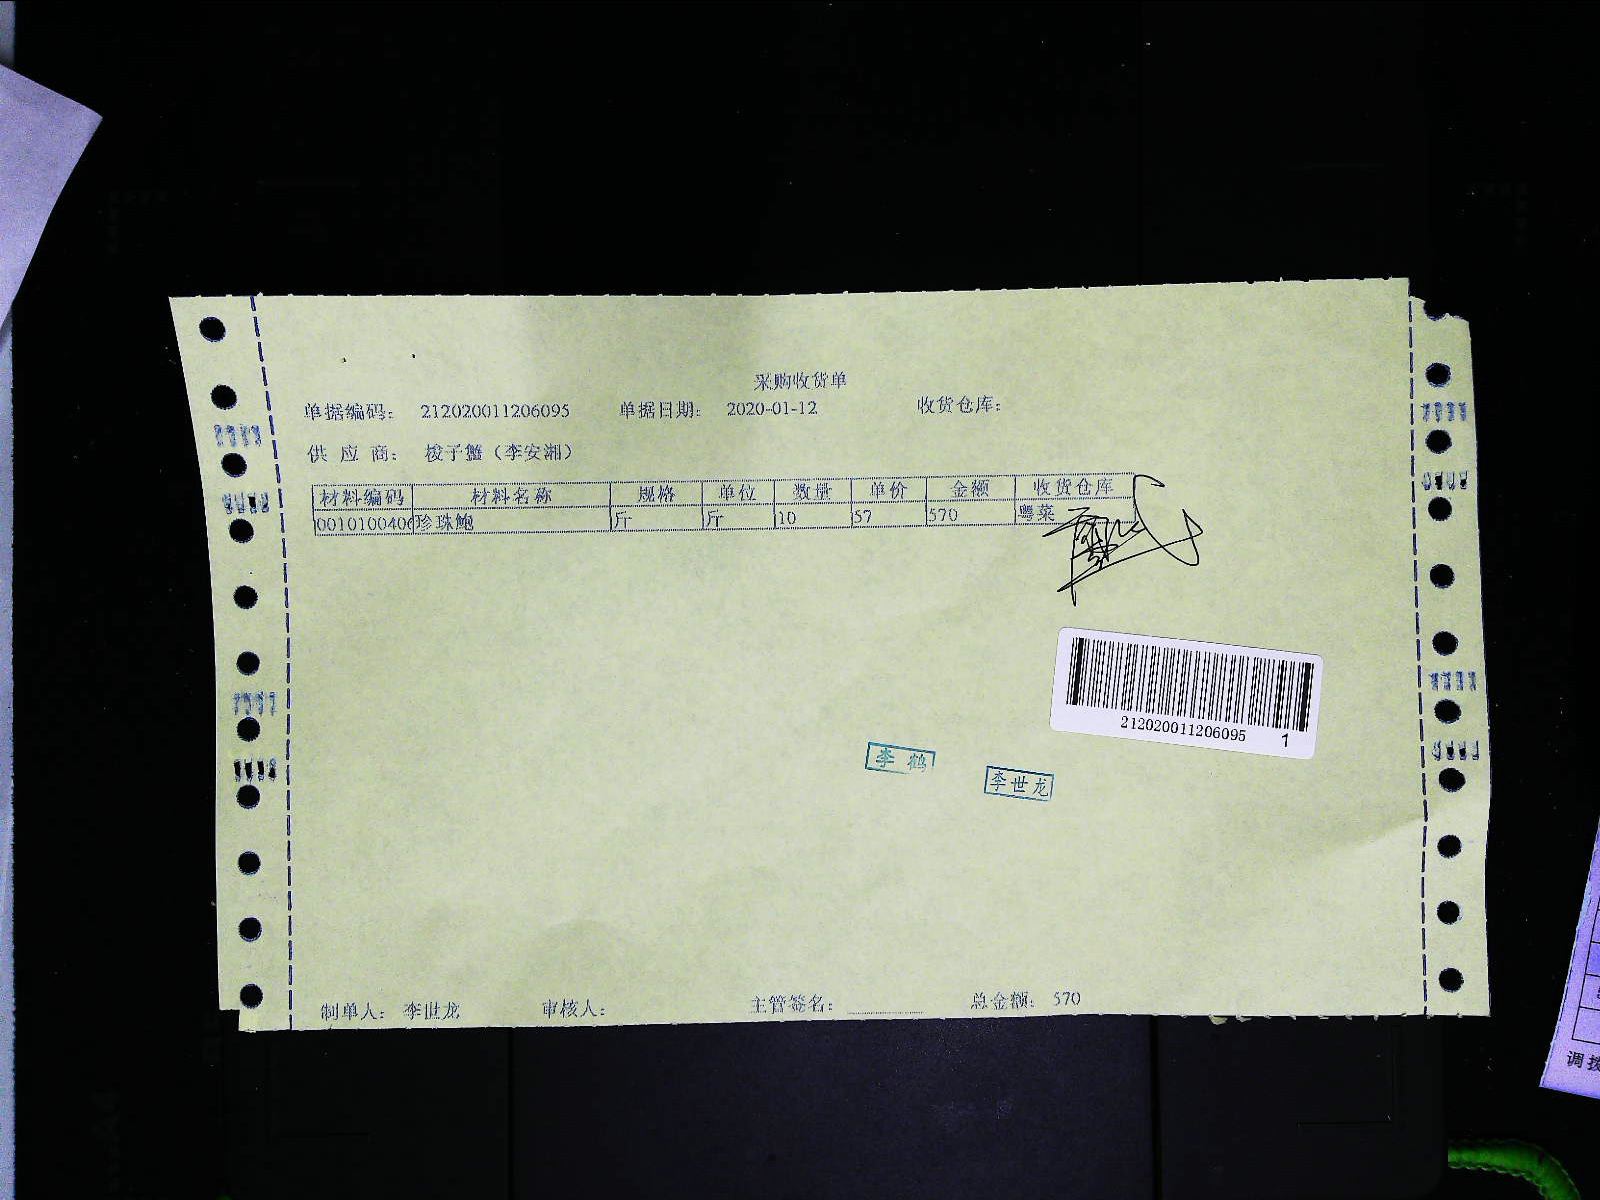 采购收货单
单据编码： 212020011206095 单据日期： 2020-01-12 收货仓库：
供 应 商： 梭子蟹（李安湘）
材料编码 材料名称 规格 单位 数量 单价 金额 收货仓库
0010100406 珍珠鲍 斤 斤 10 57 570 粤菜
212020011206095 1
李 鹤
李世龙
制单人： 李世龙 审核人： 主管签名： 总金额： 570
调拨